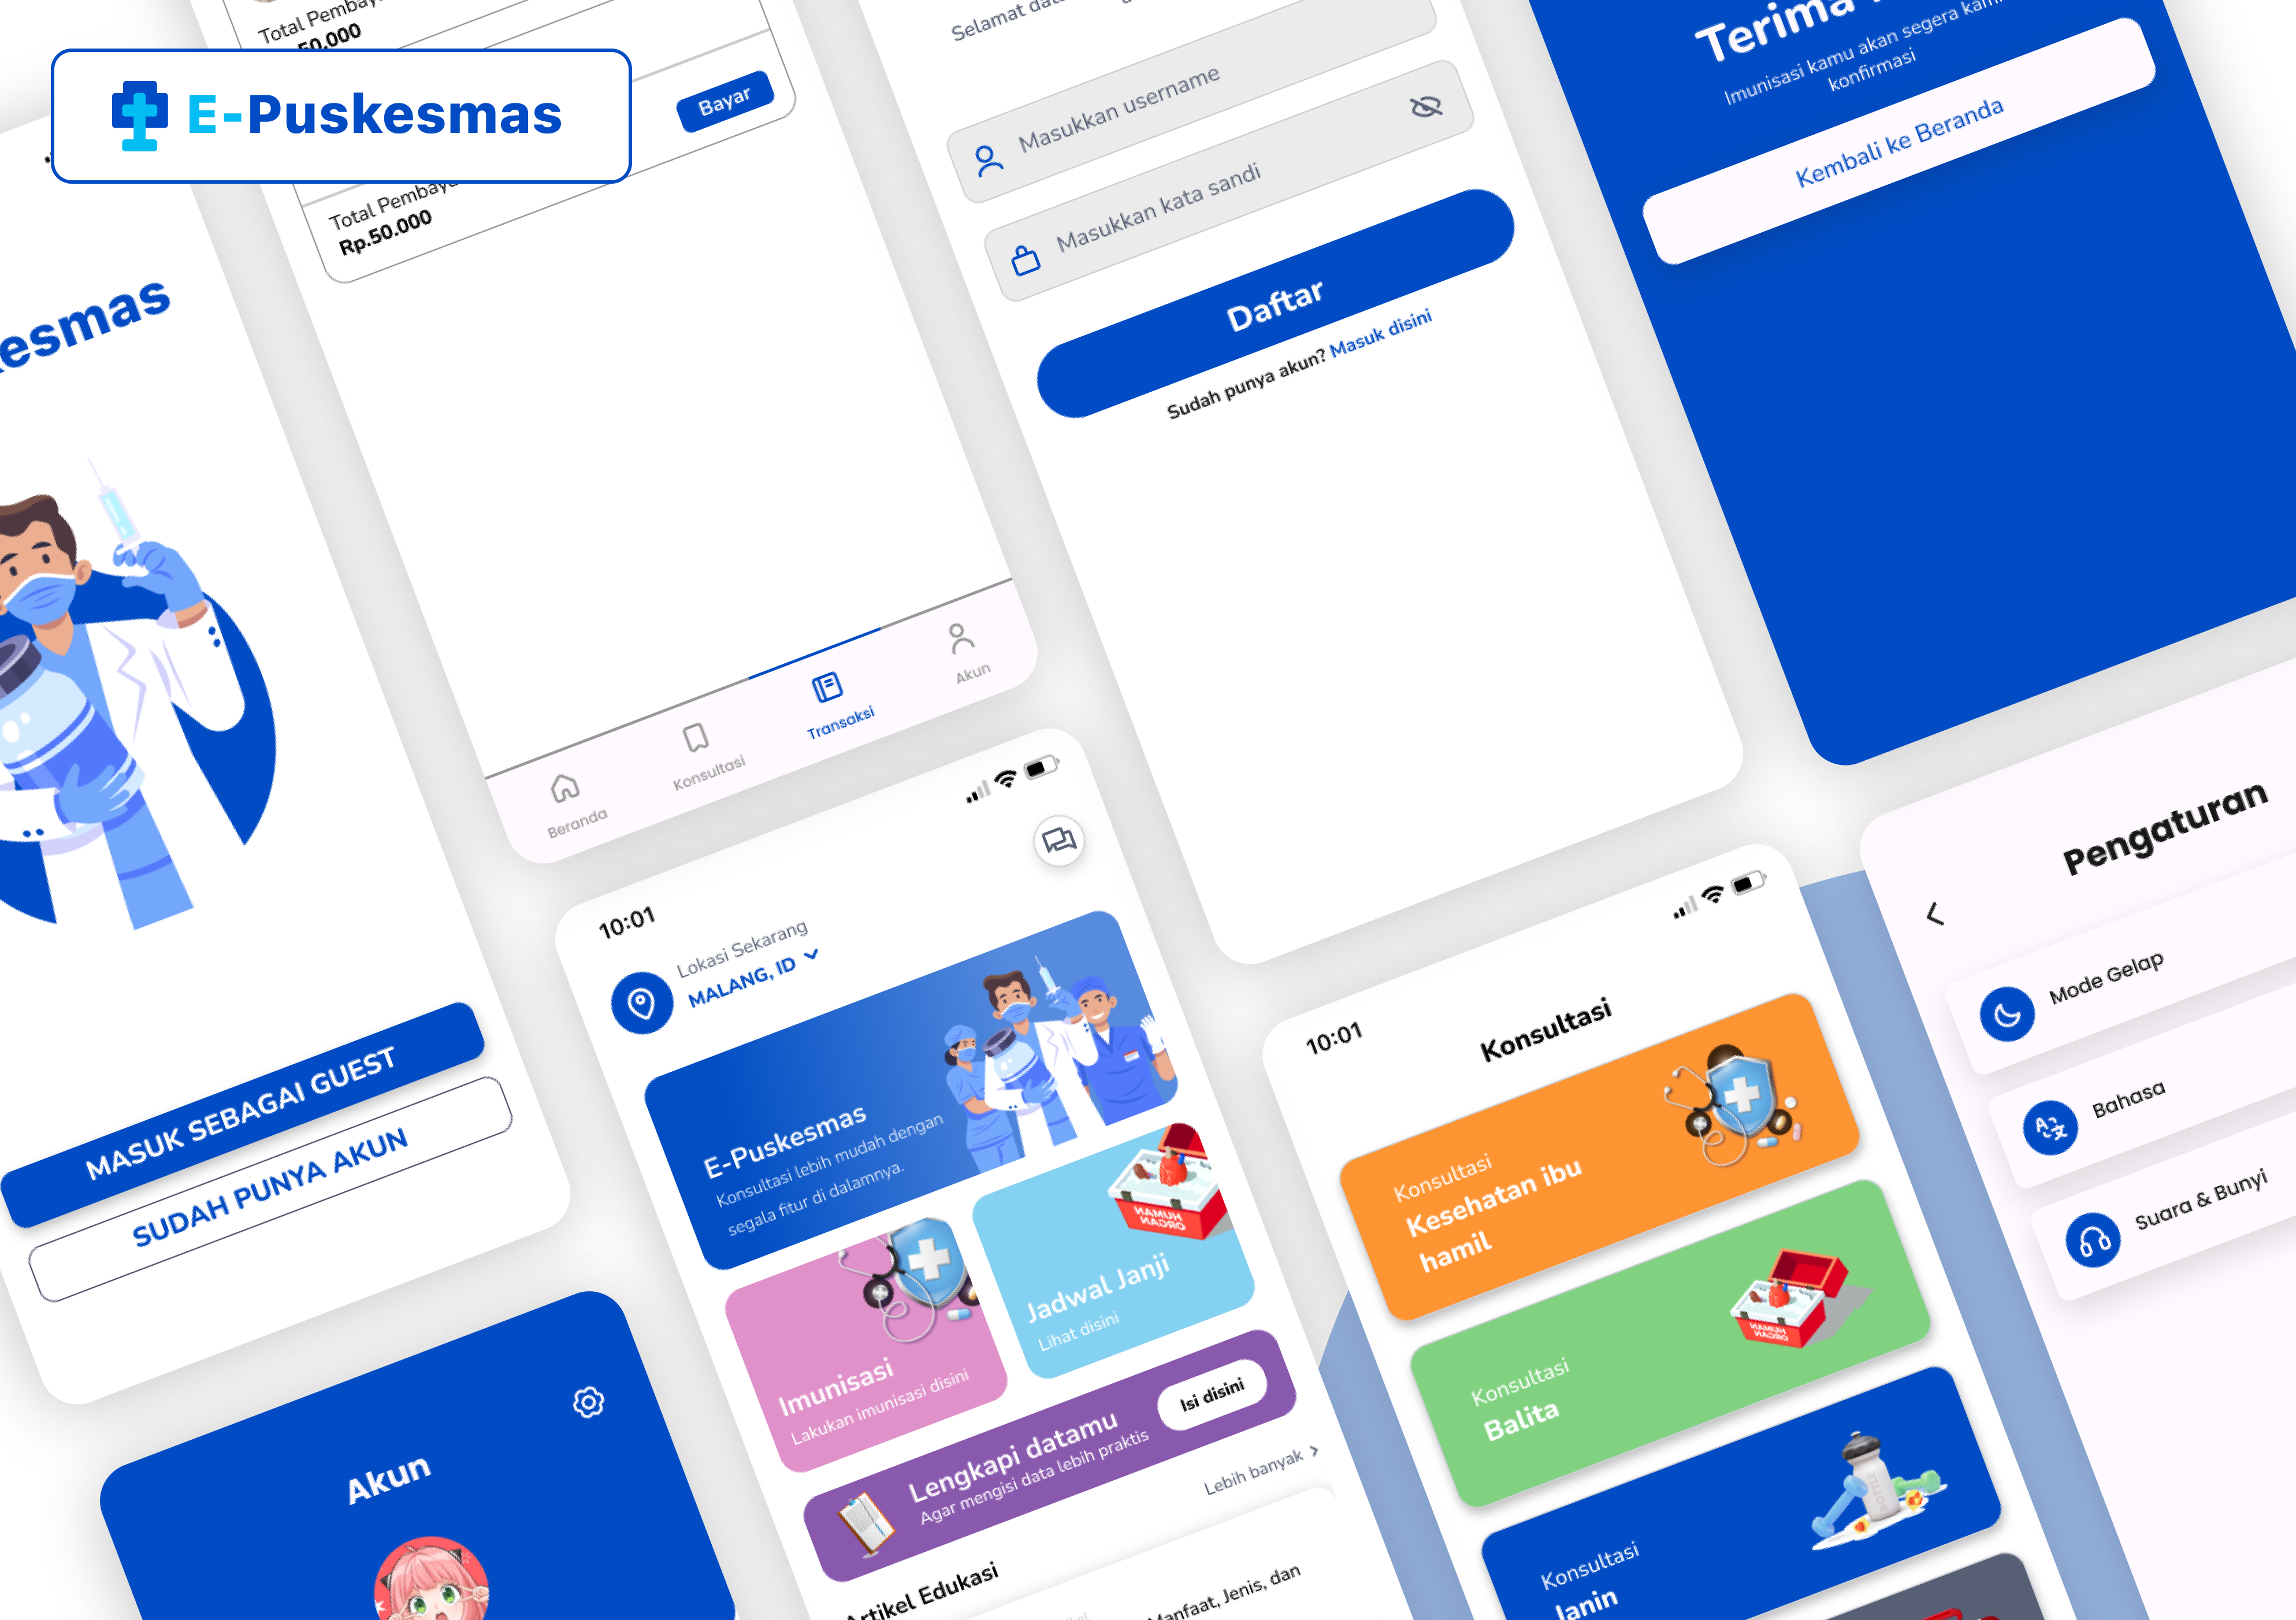 E-Puskesmas
Total
50.000
Bayar
Total
Rp.50.000
Beranda
Konsultasi
Transaksi
Akun
MASUK SEBAGAI GUEST
SUDAH PUNYA AKUN
Akun
Selamat
Masukkan username
Masukkan kata sandi
Daftar
Sudah punya akun? Masuk disini
Terima
Imunisasi kamu akan segera kami
konfirmasi
Kembali ke Beranda
10:01
Lokasi Sekarang
MALANG, ID
E-Puskesmas
Konsultasi lebih mudah dengan
segala fitur di dalamnya.
Imunisasi
Lakukan imunisasi disini
Jadwal Janji
Lihat disini
Lengkapi datamu
Agar mengisi data lebih praktis
Isi disini
Lebih banyak
Artikel Edukasi
Manfaat, Jenis, dan
10:01
Konsultasi
Konsultasi
Kesehatan ibu
hamil
Konsultasi
Balita
Konsultasi
Janin
BOTTLE
Pengaturan
Mode Gelap
Bahasa
Suara & Bunyi